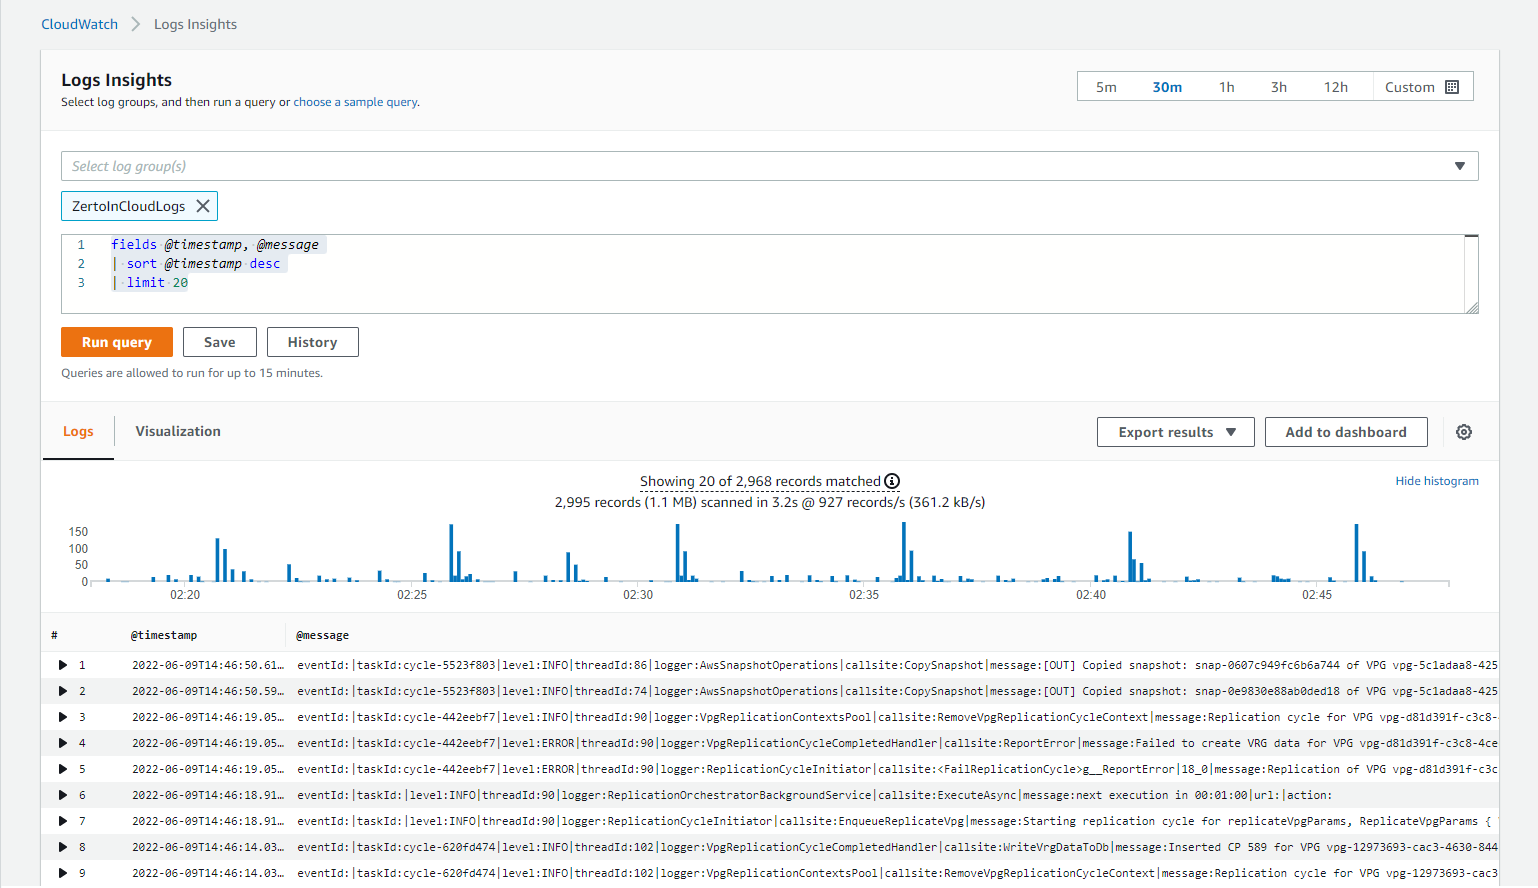 CloudWatch > Logs Insights
Logs Insights
Select log groups, and then run a query or choose a sample query.
5m 30m 1h 3h 12h Custom
Select log group(s)
ZertoInCloudLogs
1 fields @timestamp, @message
2 | sort @timestamp desc
3 | limit 20
Run query Save History
Queries are allowed to run for up to 15 minutes.
Logs Visualization Export results Add to dashboard
Showing 20 of 2,968 records matched
Hide histogram
2,995 records (1.1 MB) scanned in 3.2s @ 927 records/s (361.2 kB/s)
150
100
50
0
02:20 02:25 02:30 02:35 02:40 02:45
# @timestamp @message
1 2022-06-09T14:46:50.61... eventId:|taskId:cycle-5523f803|level:INFO|threadId:86|logger:AwsSnapshotOperations|callsite:CopySnapshot|message:[OUT] Copied snapshot: snap-0607c949fc6b6a744 of VPG vpg-5c1adaa8-425
2 2022-06-09T14:46:50.59... eventId:|taskId:cycle-5523f803|level:INFO|threadId:74|logger:AwsSnapshotOperations|callsite:CopySnapshot|message:[OUT] Copied snapshot: snap-0e9830e88ab0ded18 of VPG vpg-5c1adaa8-425
3 2022-06-09T14:46:19.05... eventId:|taskId:cycle-442eebf7|level:INFO|threadId:90|logger:VpgReplicationContextsPool|callsite:RemoveVpgReplicationCycleContext|message:Replication cycle for VPG vpg-d81d391f-c3c8-
4 2022-06-09T14:46:19.05... eventId:|taskId:cycle-442eebf7|level:ERROR|threadId:90|logger:VpgReplicationCycleCompletedHandler|callsite:ReportError|message:Failed to create VRG data for VPG vpg-d81d391f-c3c8-4ce
5 2022-06-09T14:46:19.05... eventId:|taskId:cycle-442eebf7|level:ERROR|threadId:90|logger:ReplicationCycleInitiator|callsite:<FailReplicationCycle>g__ReportError|18_0|message:Replication of VPG vpg-d81d391f-c3c
6 2022-06-09T14:46:18.91... eventId:|taskId:|level:INFO|threadId:90|logger:ReplicationOrchestratorBackgroundService|callsite:ExecuteAsync|message:next execution in 00:01:00|url:|action:
7 2022-06-09T14:46:18.91... eventId:|taskId:|level:INFO|threadId:90|logger:ReplicationCycleInitiator|callsite:EnqueueReplicateVpg|message:Starting replication cycle for replicateVpgParams, ReplicateVpgParams {
8 2022-06-09T14:46:14.03... eventId:|taskId:cycle-620fd474|level:INFO|threadId:102|logger:VpgReplicationCycleCompletedHandler|callsite:WriteVrgDataToDb|message:Inserted CP 589 for VPG vpg-12973693-cac3-4630-844
9 2022-06-09T14:46:14.03... eventId:|taskId:cycle-620fd474|level:INFO|threadId:102|logger:VpgReplicationContextsPool|callsite:RemoveVpgReplicationCycleContext|message:Replication cycle for VPG vpg-12973693-cac3